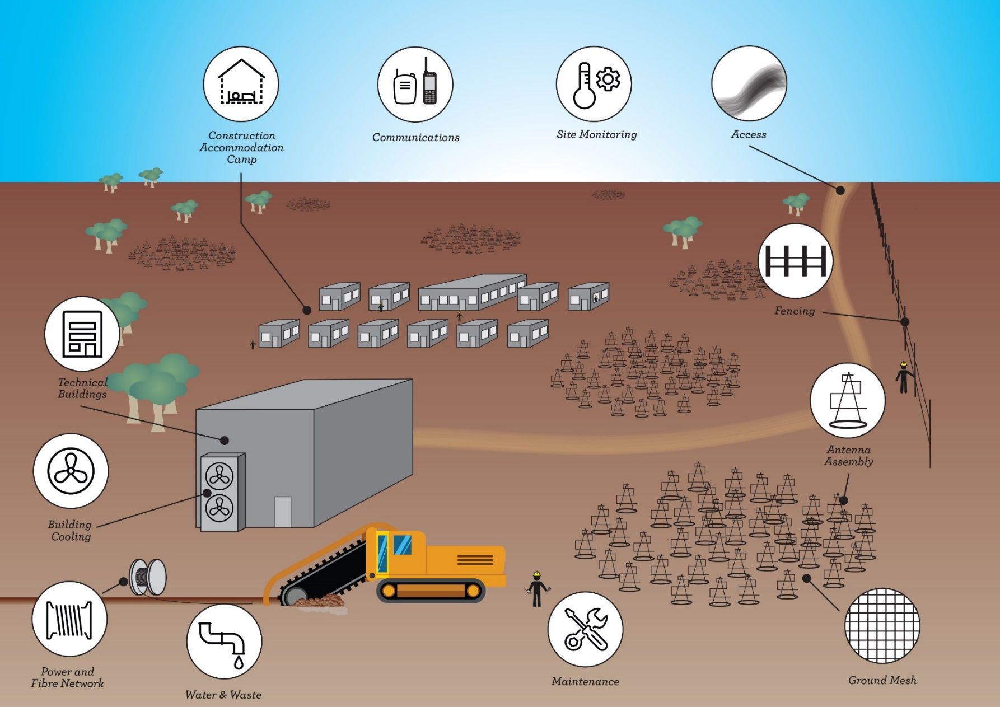 Construction
Accommodation
Camp
Communications
Site Monitoring
Access
Fencing
Technical
Buildings
Antenna
Assembly
Building
Cooling
Power and
Fibre Network
Water & Waste
Maintenance
Ground Mesh